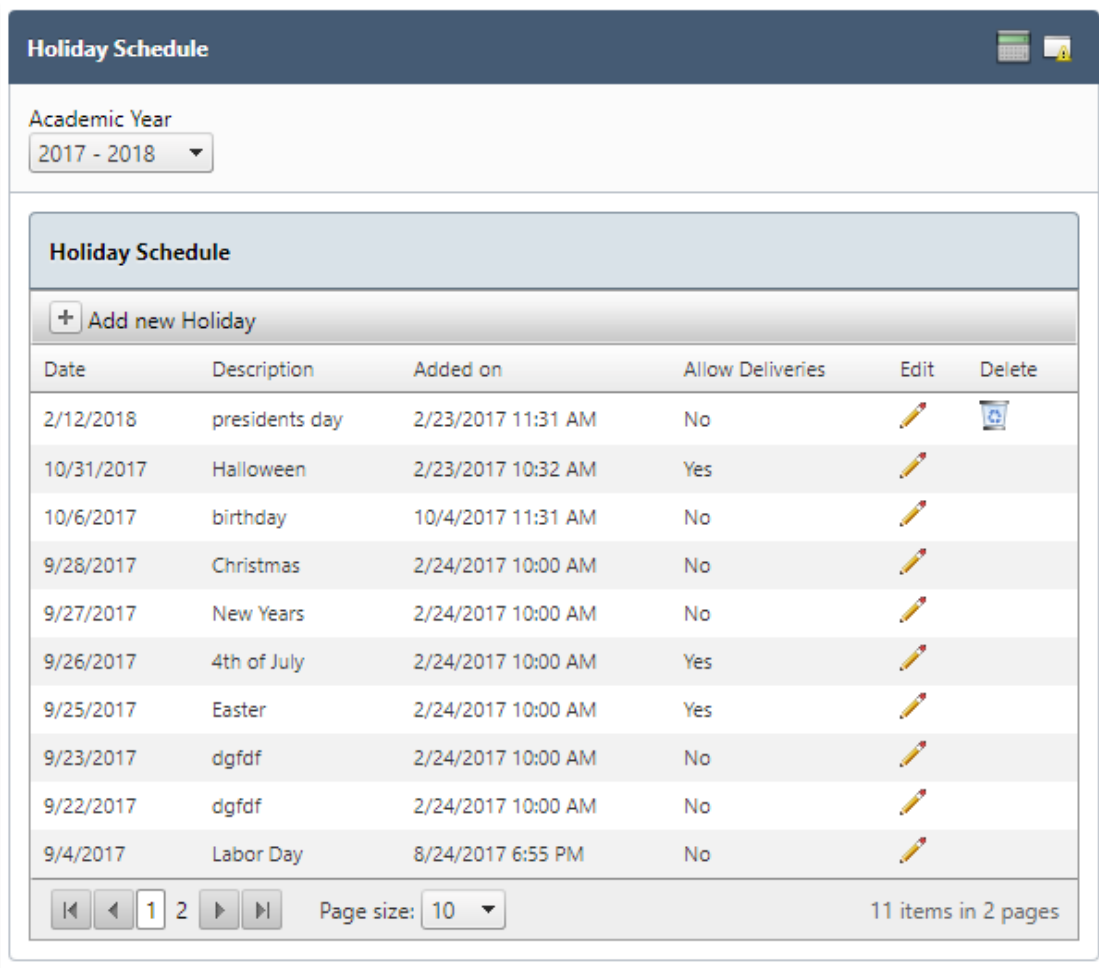 Holiday Schedule
Academic Year
2017 - 2018
Holiday Schedule
+ Add new Holiday
Date Description Added on Allow Deliveries Edit Delete
2/12/2018 presidents day 2/23/2017 11:31 AM No
10/31/2017 Halloween 2/23/2017 10:32 AM Yes
10/6/2017 birthday 10/4/2017 11:31 AM No
9/28/2017 Christmas 2/24/2017 10:00 AM No
9/27/2017 New Years 2/24/2017 10:00 AM No
9/26/2017 4th of July 2/24/2017 10:00 AM Yes
9/25/2017 Easter 2/24/2017 10:00 AM Yes
9/23/2017 dgfdf 2/24/2017 10:00 AM No
9/22/2017 dgfdf 2/24/2017 10:00 AM No
9/4/2017 Labor Day 8/24/2017 6:55 PM No
1 2 Page size: 10 11 items in 2 pages